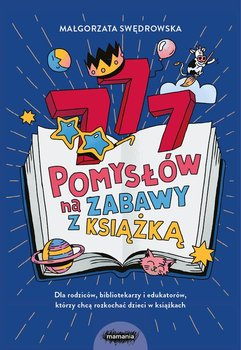 MAŁGORZATA SWĘDROWSKA
777
POMYSŁÓW
na ZABAWY
z KSIĄŻKĄ
Dla rodziców, bibliotekarzy i edukatorów,
którzy chcą rozkochać dzieci w książkach
mamania